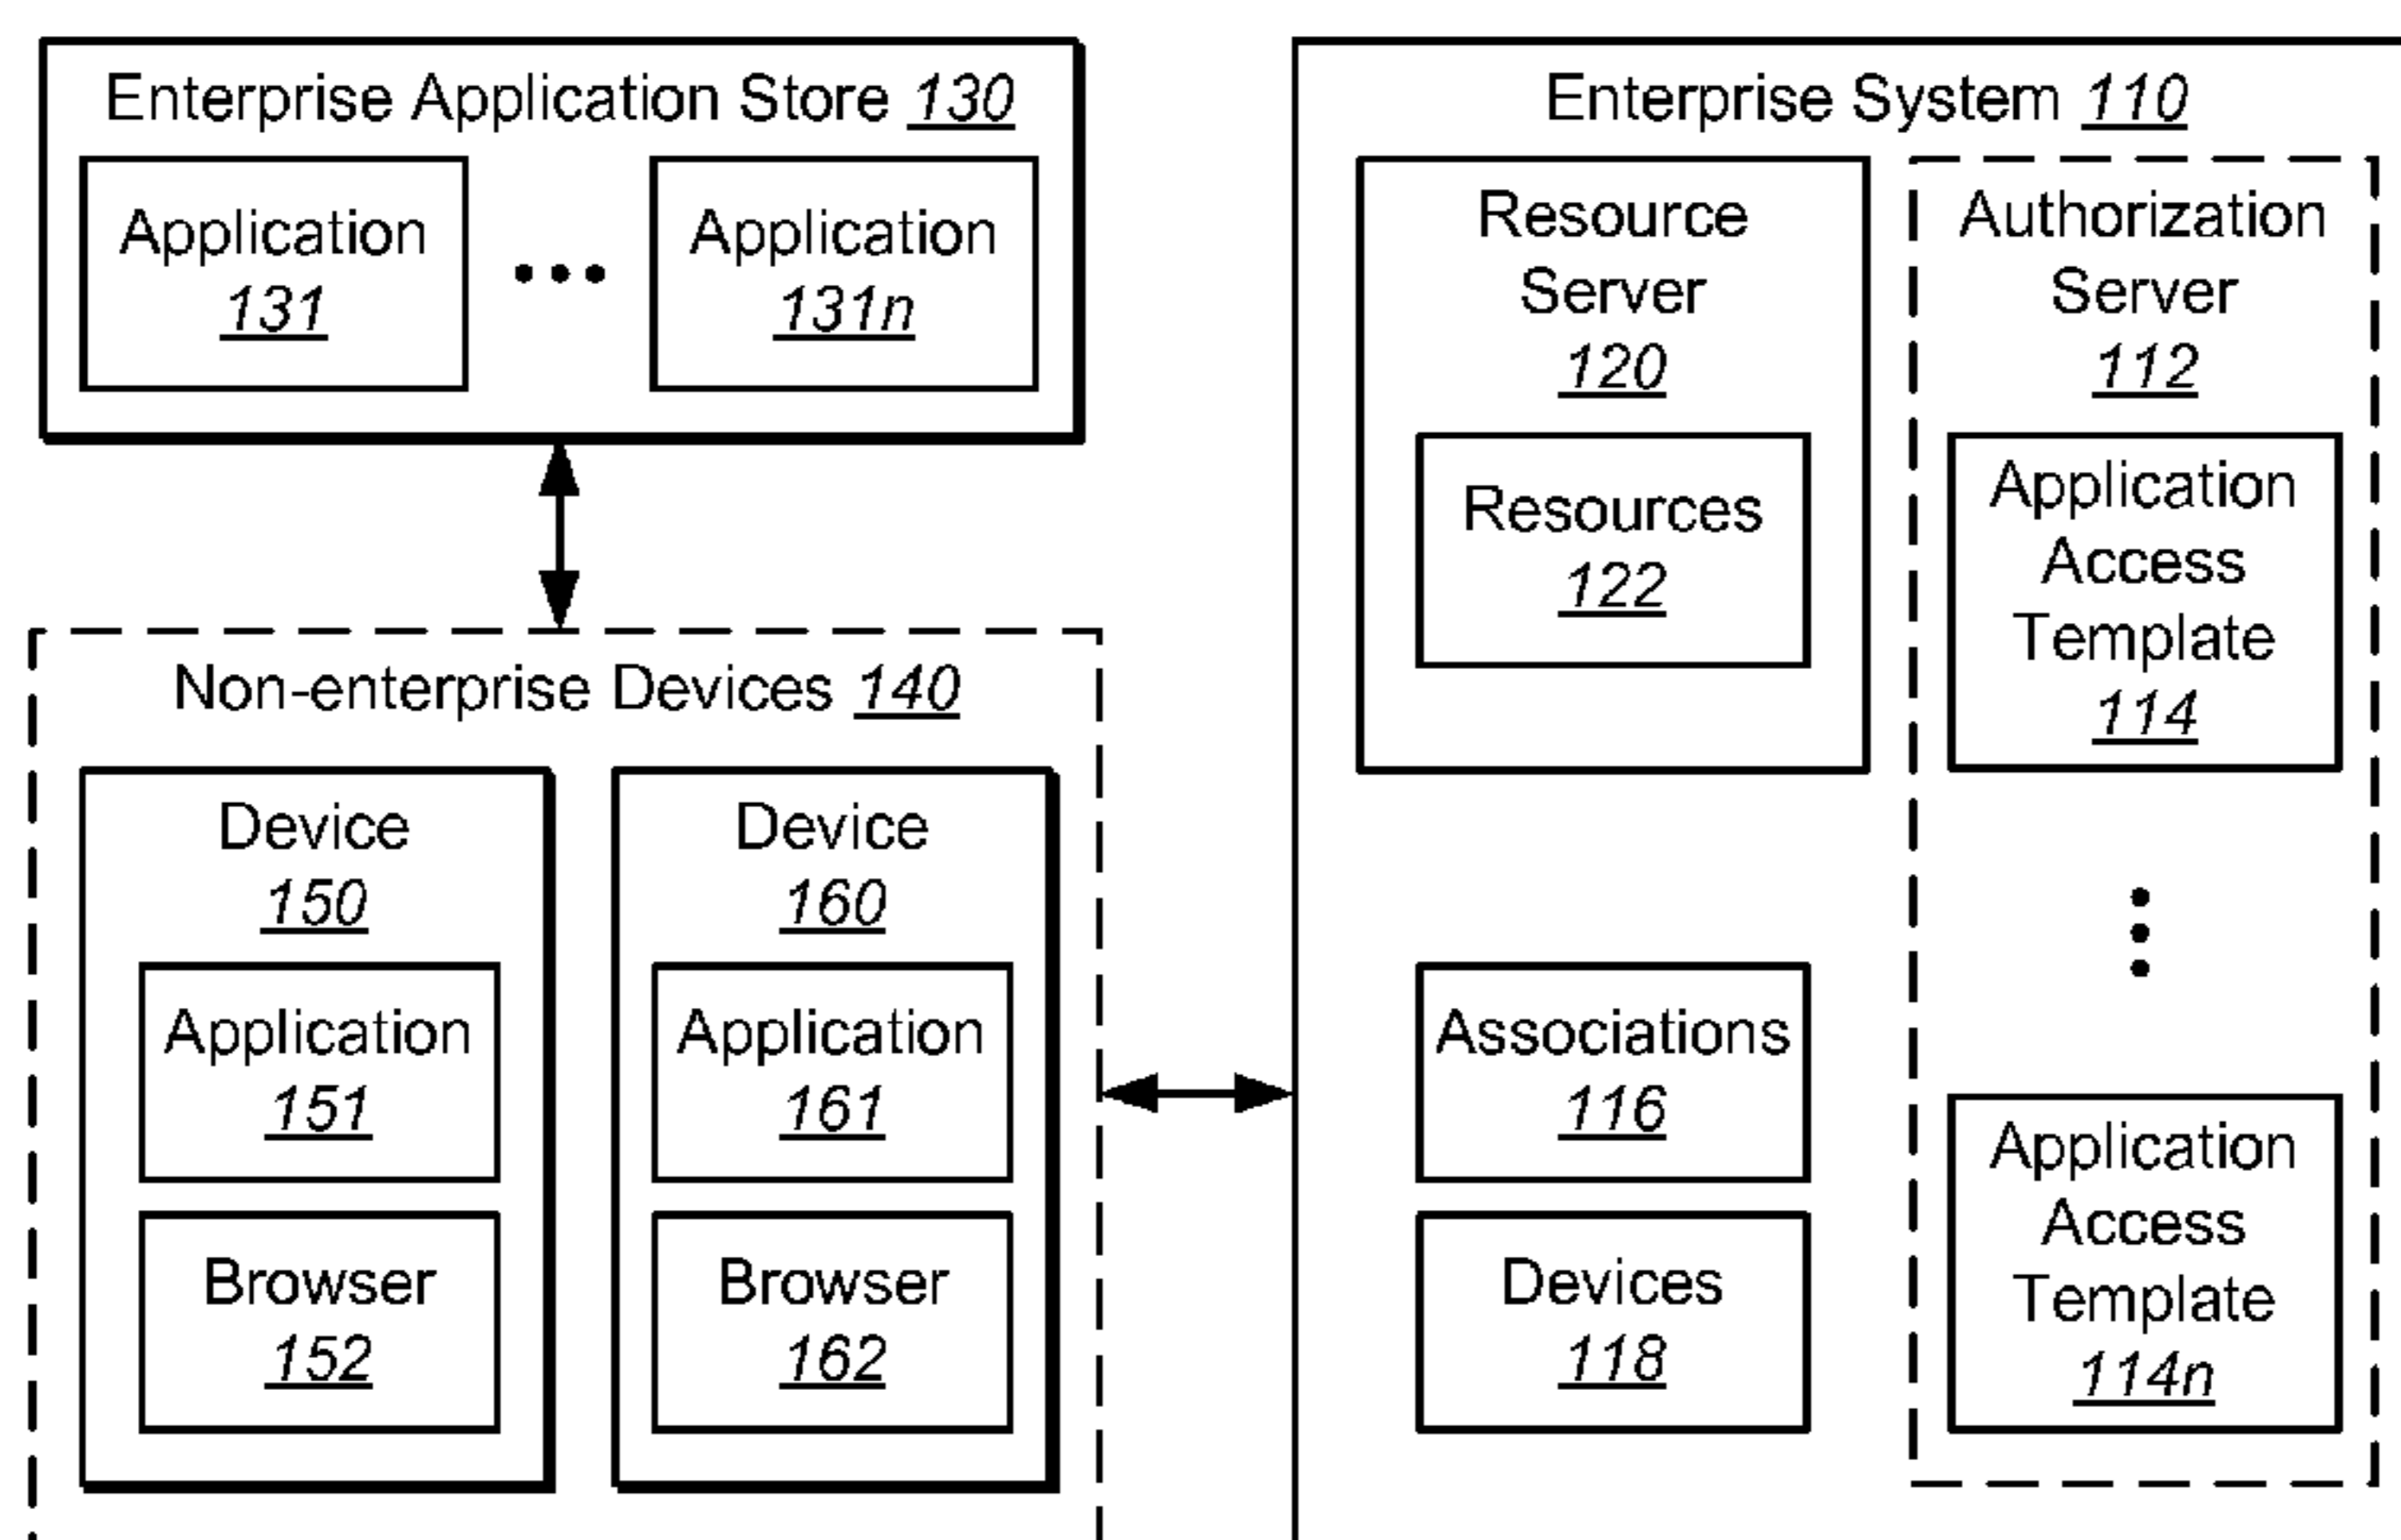 Enterprise Application Store 130
Application
131
Application
131n
Non-enterprise Devices 140
Device
150
Application
151
Browser
152
Device
160
Application
161
Browser
162
Enterprise System 110
Resource
Server
120
Resources
122
Associations
116
Devices
118
Authorization
Server
112
Application
Access
Template
114
Application
Access
Template
114n